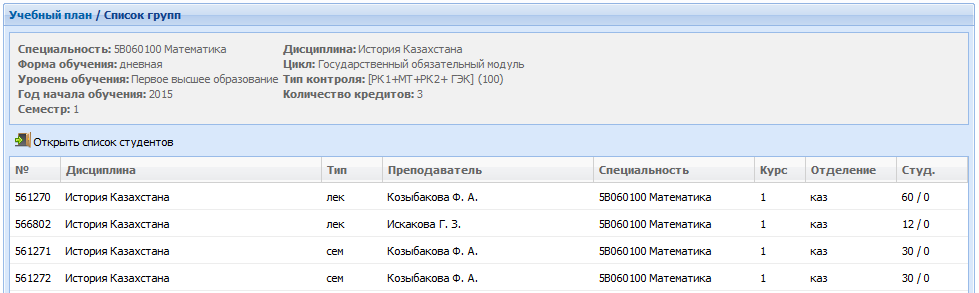 Учебный план / Список групп
Специальность: 5В060100 Математика Дисциплина: История Казахстана
Форма обучения: дневная Цикл: Государственный обязательный модуль
Уровень обучения: Первое высшее образование Тип контроля: [РК1+МТ+РК2+ ГЭК] (100)
Год начала обучения: 2015 Количество кредитов: 3
Семестр: 1
Открыть список студентов
№ Дисциплина Тип Преподаватель Специальность Курс Отделение Студ.
561270 История Казахстана лек Козыбакова Ф. А. 5В060100 Математика 1 каз 60 / 0
566802 История Казахстана лек Искакова Г. З. 5В060100 Математика 1 каз 12 / 0
561271 История Казахстана сем Козыбакова Ф. А. 5В060100 Математика 1 каз 30 / 0
561272 История Казахстана сем Козыбакова Ф. А. 5В060100 Математика 1 каз 30 / 0